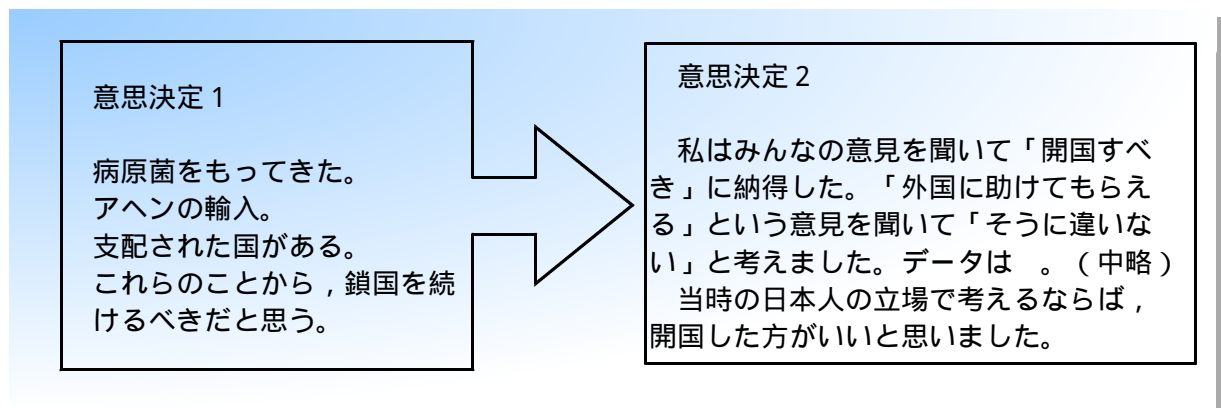 意思決定１
病原菌をもってきた。
アヘンの輸入。
支配された国がある。
これらのことから，鎖国を続
けるべきだと思う。
意思決定２
私はみんなの意見を聞いて「開国すべ
き」に納得した。「外国に助けてもらえ
る」という意見を聞いて「そうに違いな
い」と考えました。データは　。（中略）
当時の日本人の立場で考えるならば，
開国した方がいいと思いました。